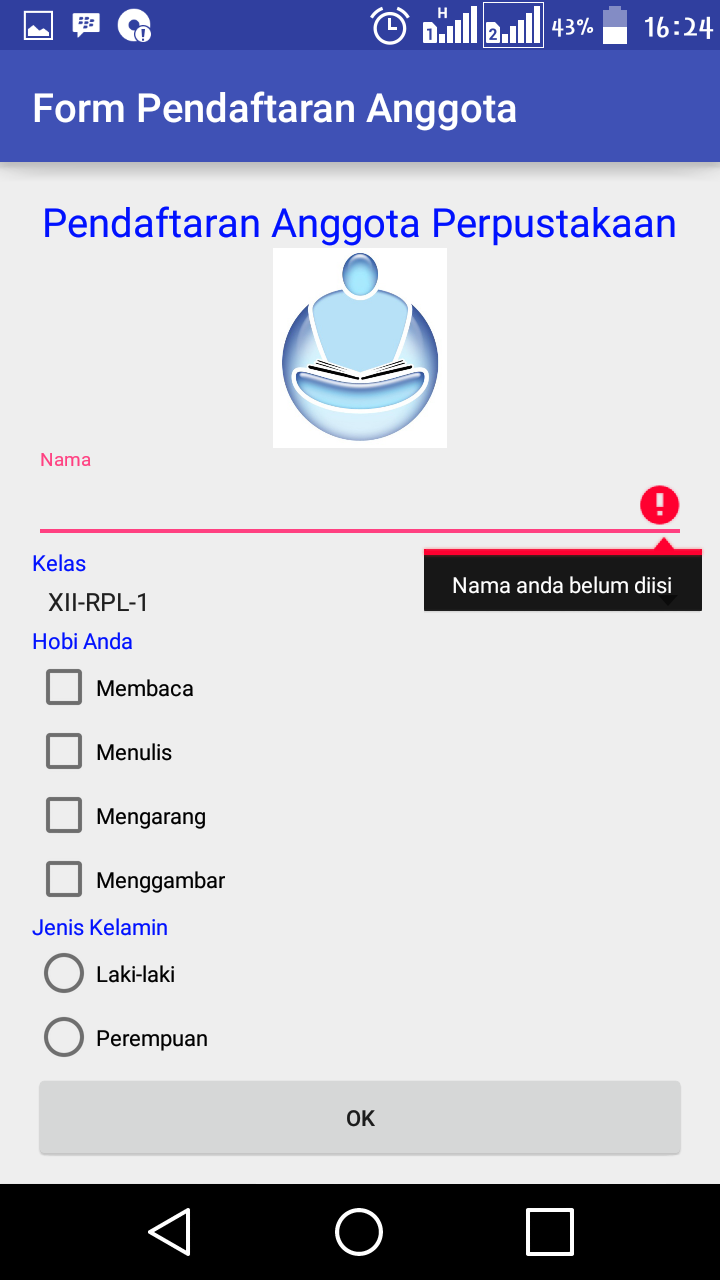 H
1
2
43%
16:24
Form Pendaftaran Anggota
Pendaftaran Anggota Perpustakaan
Nama
Nama anda belum diisi
Kelas
XII-RPL-1
Hobi Anda
Membaca
Menulis
Mengarang
Menggambar
Jenis Kelamin
Laki-laki
Perempuan
OK